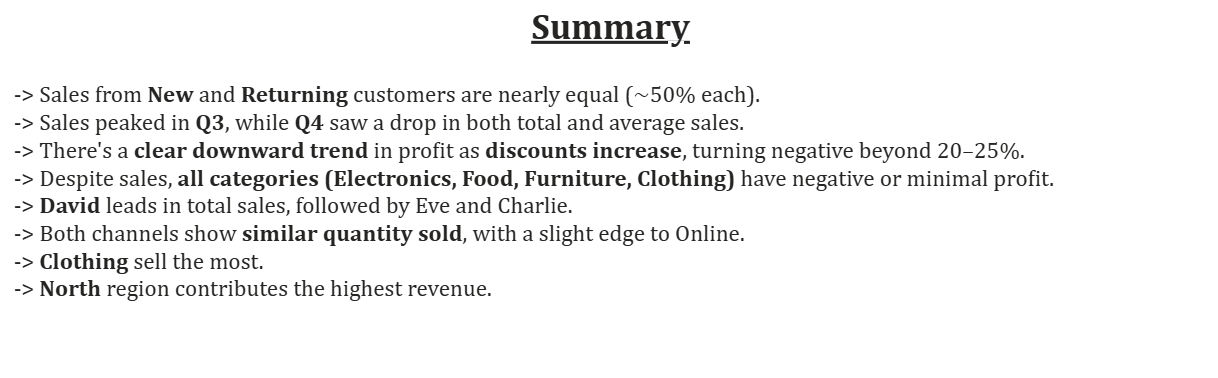 Summary
-> Sales from New and Returning customers are nearly equal (~50% each).
-> Sales peaked in Q3, while Q4 saw a drop in both total and average sales.
-> There's a clear downward trend in profit as discounts increase, turning negative beyond 20–25%.
-> Despite sales, all categories (Electronics, Food, Furniture, Clothing) have negative or minimal profit.
-> David leads in total sales, followed by Eve and Charlie.
-> Both channels show similar quantity sold, with a slight edge to Online.
-> Clothing sell the most.
-> North region contributes the highest revenue.